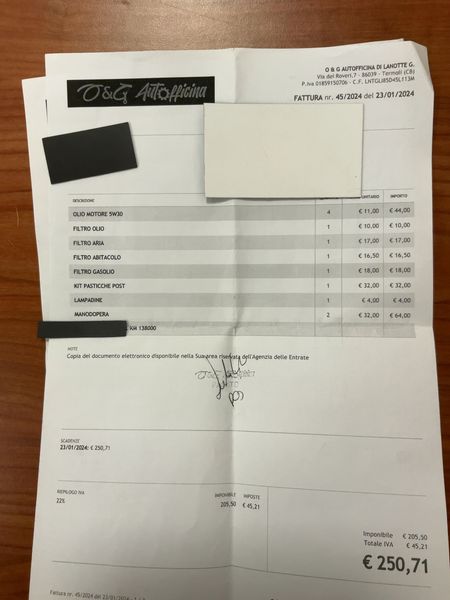 O & G Autofficina
O & G AUTOFFICINA DI LANOTTE G.
Via dei Roveri,7 - 86039 - Termoli (CB)
P.Iva 01859150706 - C.F. LNTGLI85D45L113M
FATTURA nr. 45/2024 del 23/01/2024
DESCRIZIONE IMPORTO
OLIO MOTORE 5W30 4 € 11,00 € 44,00
FILTRO OLIO 1 € 10,00 € 10,00
FILTRO ARIA 1 € 17,00 € 17,00
FILTRO ABITACOLO 1 € 16,50 € 16,50
FILTRO GASOLIO 1 € 18,00 € 18,00
KIT PASTICCHE POST 1 € 32,00 € 32,00
LAMPADINE 1 € 4,00 € 4,00
MANODOPERA 2 € 32,00 € 64,00
KM 138000
NOTE
Copia del documento elettronico disponibile nella Sua area riservata dell'Agenzia delle Entrate
O & G Autofficina
POS
SCADENZE
23/01/2024: € 250,71
RIEPILOGO IVA IMPONIBILE IMPOSTE
22% 205,50 € 45,21
Imponibile € 205,50
Totale IVA € 45,21
€ 250,71
Fattura nr. 45/2024 del 23/01/2024 - 1 /